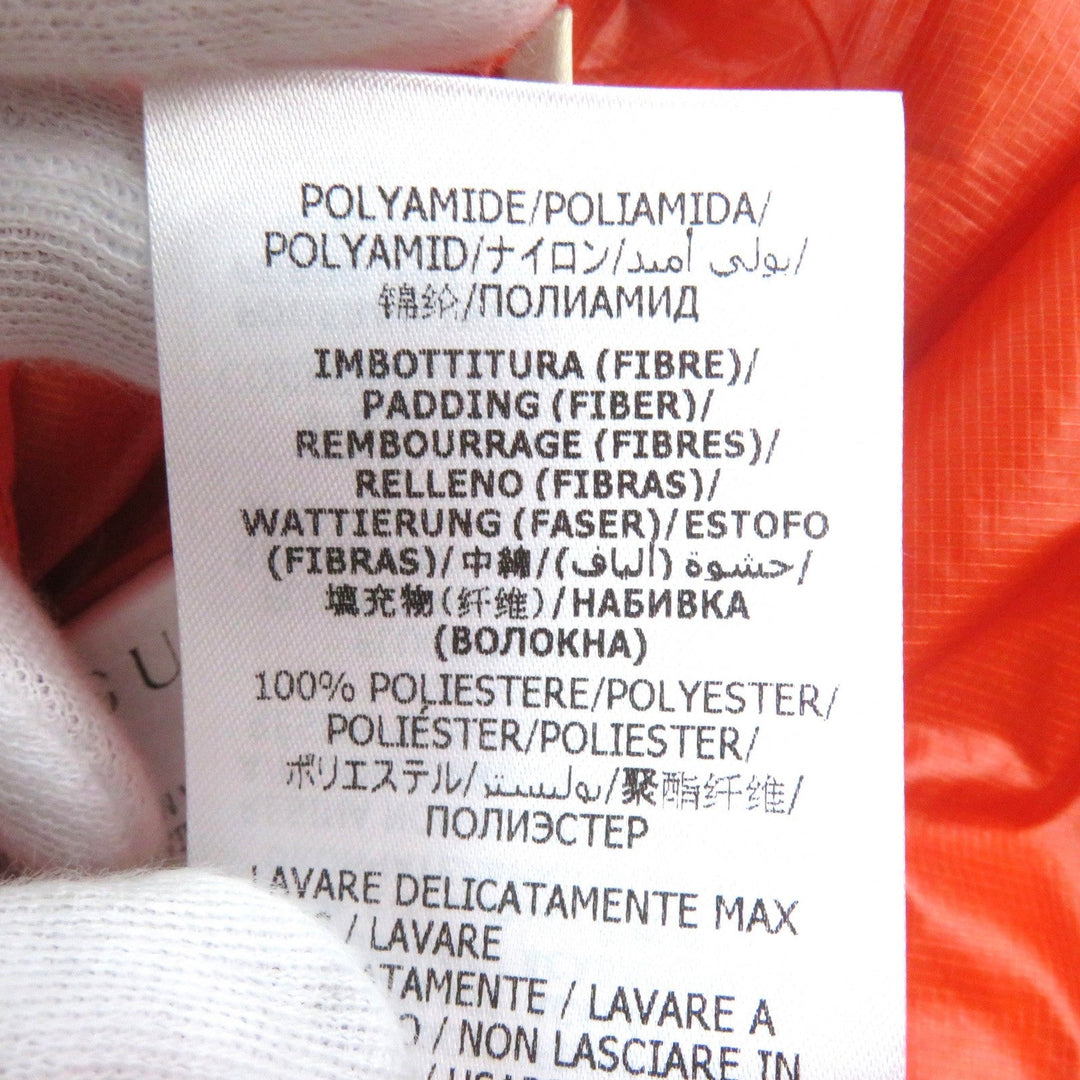 POLYAMIDE/POLIAMIDA/
POLYAMID/ナイロン/بولي أميد/
锦纶/ПОЛИАМИД
IMBOTTITURA (FIBRE)/
PADDING (FIBER)/
REMBOURRAGE (FIBRES)/
RELLENO (FIBRAS)/
WATTIERUNG (FASER)/ESTOFO
(FIBRAS)/中綿/حشوة (ألياف)/
填充物(纤维)/НАБИВКА
(ВОЛОКНА)
100% POLIESTERE/POLYESTER/
POLIÉSTER/POLIESTER/
ポリエステル/بوليستر/聚酯纤维/
ПОЛИЭСТЕР
LAVARE DELICATAMENTE MAX
/ LAVARE
TAMENTE / LAVARE A
/ NON LASCIARE IN